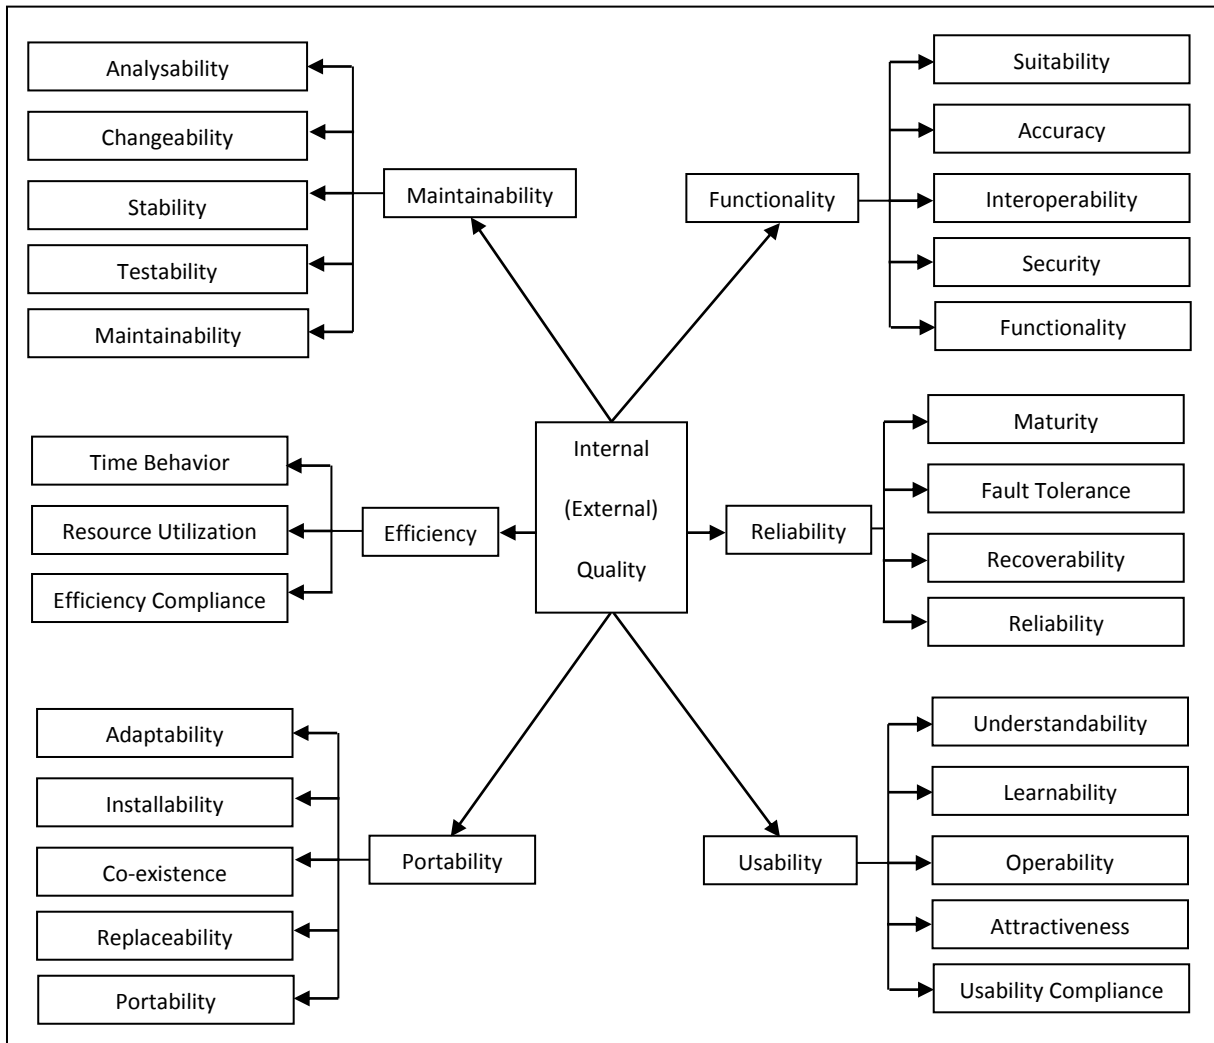 Analysability
Changeability
Stability
Testability
Maintainability
Maintainability
Functionality
Suitability
Accuracy
Interoperability
Security
Functionality
Time Behavior
Resource Utilization
Efficiency Compliance
Efficiency
Internal
(External)
Quality
Reliability
Maturity
Fault Tolerance
Recoverability
Reliability
Adaptability
Installability
Co-existence
Replaceability
Portability
Portability
Usability
Understandability
Learnability
Operability
Attractiveness
Usability Compliance